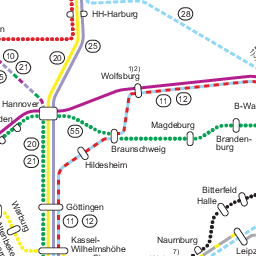 HH-Harburg
28
25
20
10
21
1)2)
Wolfsburg
11
12
Hannover
B-Wa
den
55
Magdeburg
20
21
Branden-
burg
Braunschweig
Hildesheim
Bitterfeld
Halle
Warburg
Göttingen
11
12
Kassel-
Wilhelmshöhe
Naumburg
7)
Leipz